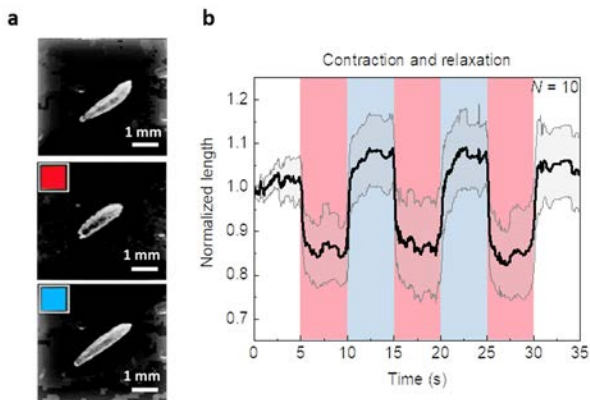 a
1 mm
1 mm
1 mm
b
Contraction and relaxation
N = 10
Normalized length
1.2
1.1
1.0
0.9
0.8
0.7
0 5 10 15 20 25 30 35
Time (s)